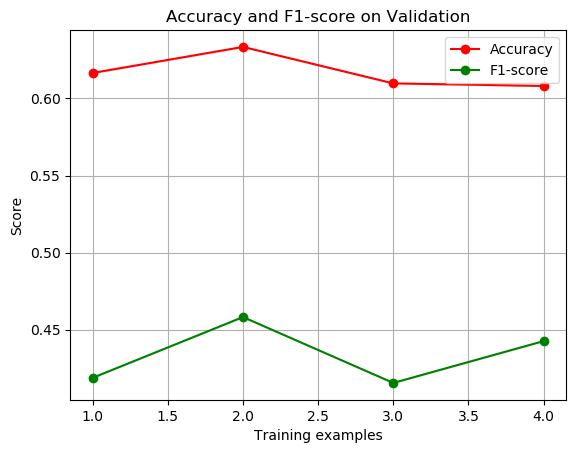 Accuracy and F1-score on Validation
Accuracy
F1-score
0.60
0.55
0.50
0.45
Score
1.0 1.5 2.0 2.5 3.0 3.5 4.0
Training examples